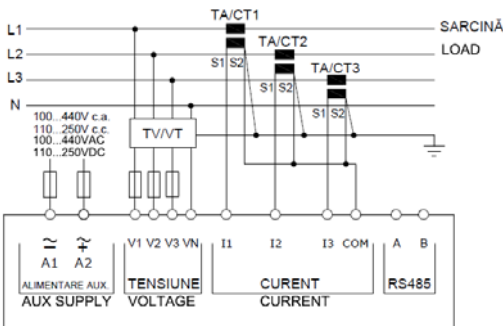 TA/CT1
L1
SARCINĂ
L2
TA/CT2
LOAD
S1 S2
L3
TA/CT3
S1 S2
N
S1 S2
100...440V c.a.
110...250V c.c.
100...440VAC
110...250VDC
TV/VT
V1 V2 V3 VN I1 I2 I3 COM A B
A1 A2
ALIMENTARE AUX. TENSIUNE CURENT RS485
AUX SUPPLY VOLTAGE CURRENT